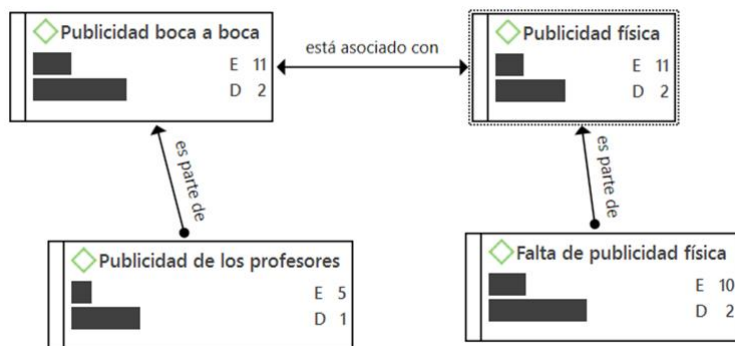 Publicidad boca a boca
E 11
D 2
está asociado con
Publicidad física
E 11
D 2
es parte de
es parte de
Publicidad de los profesores
E 5
D 1
Falta de publicidad física
E 10
D 2